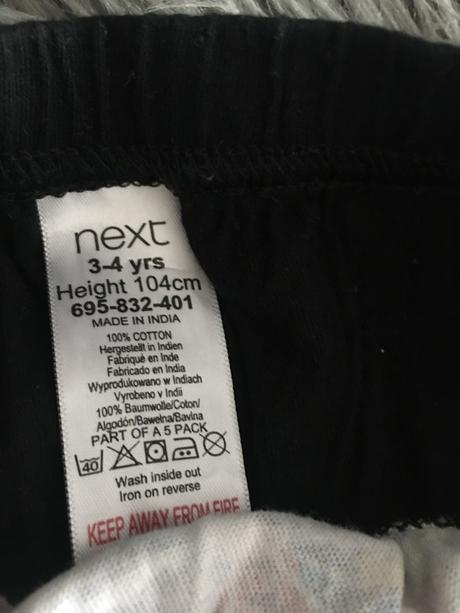 next
3-4 yrs
Height 104cm
695-832-401
MADE IN INDIA
100% COTTON
Hergestellt in Indien
Fabriqué en Inde
Fabricado en India
Wyprodukowano w Indiach
Vyrobeno v Indii
100% Baumwolle/Coton/
Algodón/Bawełna/Bavlna
PART OF A 5 PACK
40
Wash inside out
Iron on reverse
KEEP AWAY FROM FIRE